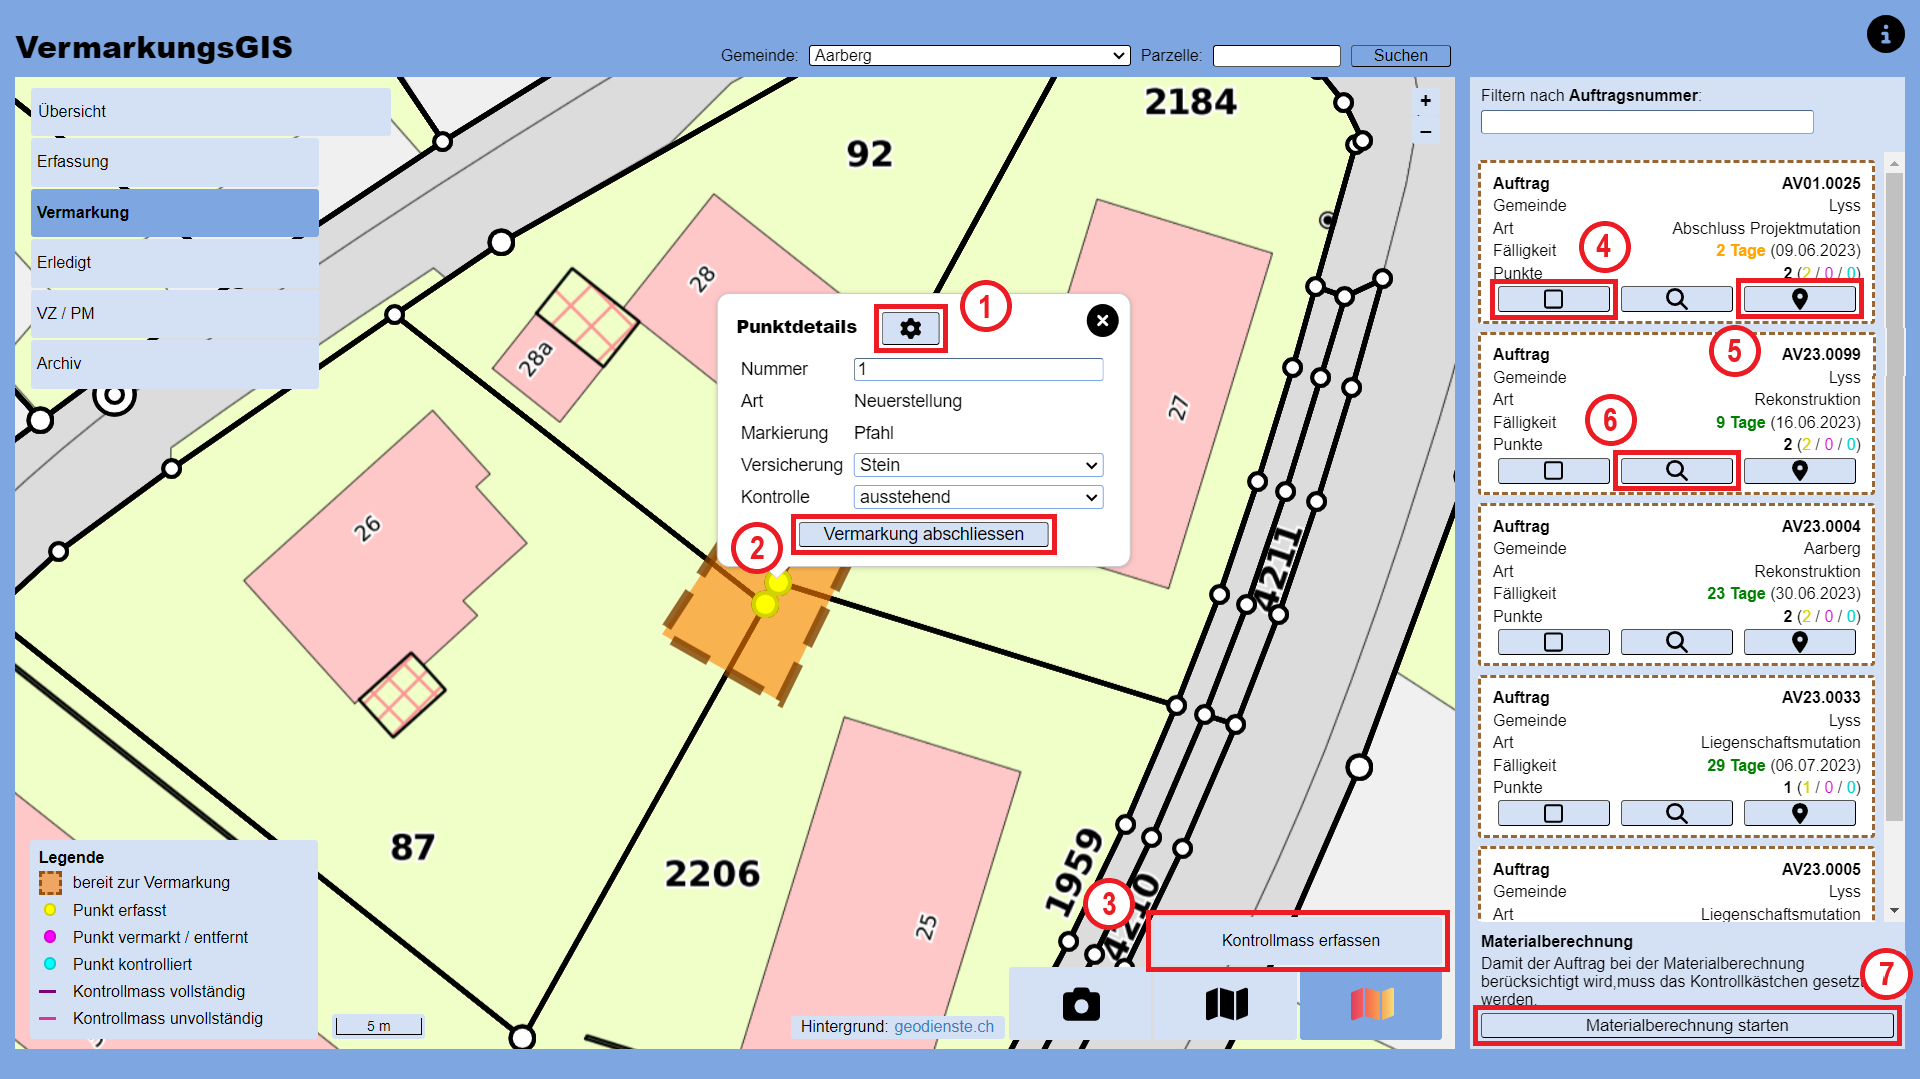 VermarkungsGIS
Gemeinde: Aarberg Parzelle: Suchen
Übersicht
Erfassung
Vermarkung
Erledigt
VZ / PM
Archiv
92
2184
28
28a
27
26
87
2206
25
1959
4210
4211
+
−
Punktdetails
1
Nummer 1
Art Neuerstellung
Markierung Pfahl
Versicherung Stein
Kontrolle ausstehend
Vermarkung abschliessen
2
3
Kontrollmass erfassen
Legende
bereit zur Vermarkung
Punkt erfasst
Punkt vermarkt / entfernt
Punkt kontrolliert
Kontrollmass vollständig
Kontrollmass unvollständig
5 m
Hintergrund: geodienste.ch
Filtern nach Auftragsnummer:
Auftrag AV01.0025
Gemeinde Lyss
Art Abschluss Projektmutation
Fälligkeit 2 Tage (09.06.2023)
Punkte 2 (2 / 0 / 0)
4
5
Auftrag AV23.0099
Gemeinde Lyss
Art Rekonstruktion
Fälligkeit 9 Tage (16.06.2023)
Punkte 2 (2 / 0 / 0)
6
Auftrag AV23.0004
Gemeinde Aarberg
Art Rekonstruktion
Fälligkeit 23 Tage (30.06.2023)
Punkte 2 (2 / 0 / 0)
Auftrag AV23.0033
Gemeinde Lyss
Art Liegenschaftsmutation
Fälligkeit 29 Tage (06.07.2023)
Punkte 1 (1 / 0 / 0)
Auftrag AV23.0005
Gemeinde Lyss
Art Liegenschaftsmutation
Materialberechnung
Damit der Auftrag bei der Materialberechnung
berücksichtigt wird,muss das Kontrollkästchen gesetz
werden.
7
Materialberechnung starten